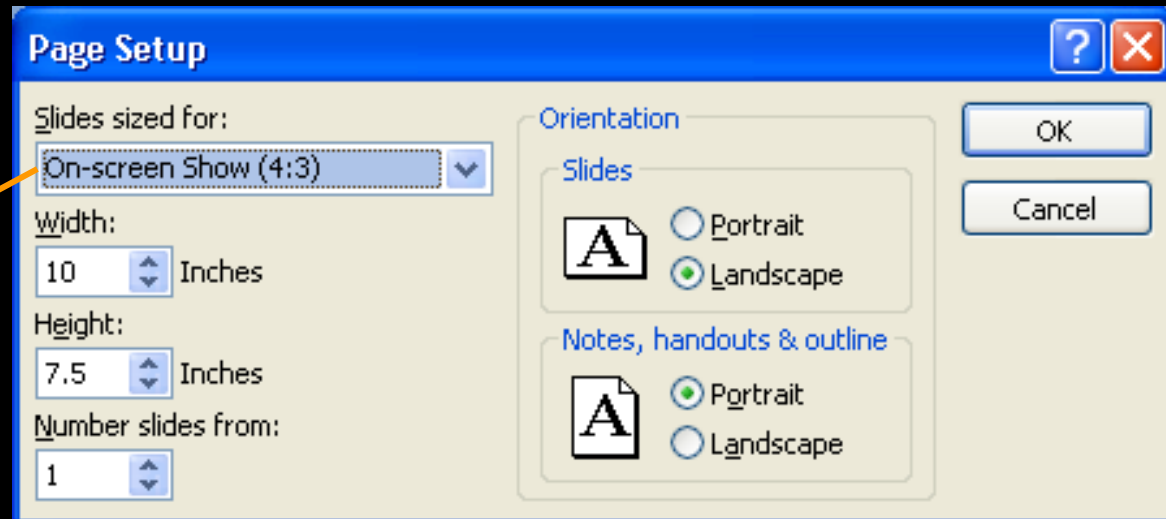 Page Setup
Slides sized for:
On-screen Show (4:3)
Width:
10 Inches
Height:
7.5 Inches
Number slides from:
1
Orientation
Slides
A
Portrait
Landscape
Notes, handouts & outline
A
Portrait
Landscape
OK
Cancel
?